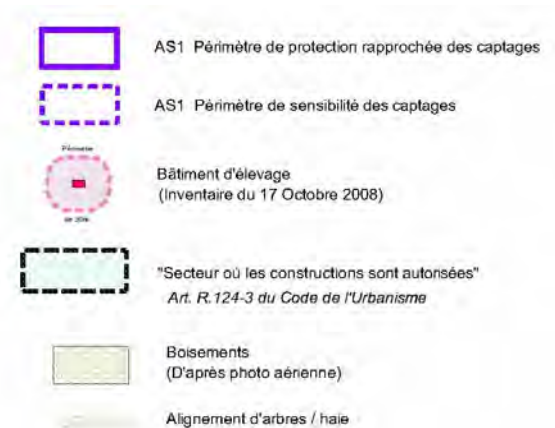 AS1 Périmètre de protection rapprochée des captages
AS1 Périmètre de sensibilité des captages
Périmètre
Bâtiment d'élevage
(Inventaire du 17 Octobre 2008)
"Secteur où les constructions sont autorisées"
Art. R.124-3 du Code de l'Urbanisme
Boisements
(D'après photo aérienne)
Alignement d'arbres / haie